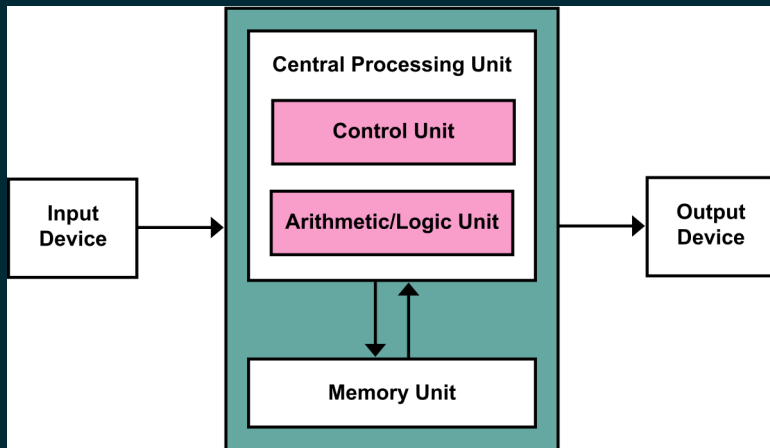 Central Processing Unit
Control Unit
Arithmetic/Logic Unit
Input
Device
Output
Device
Memory Unit